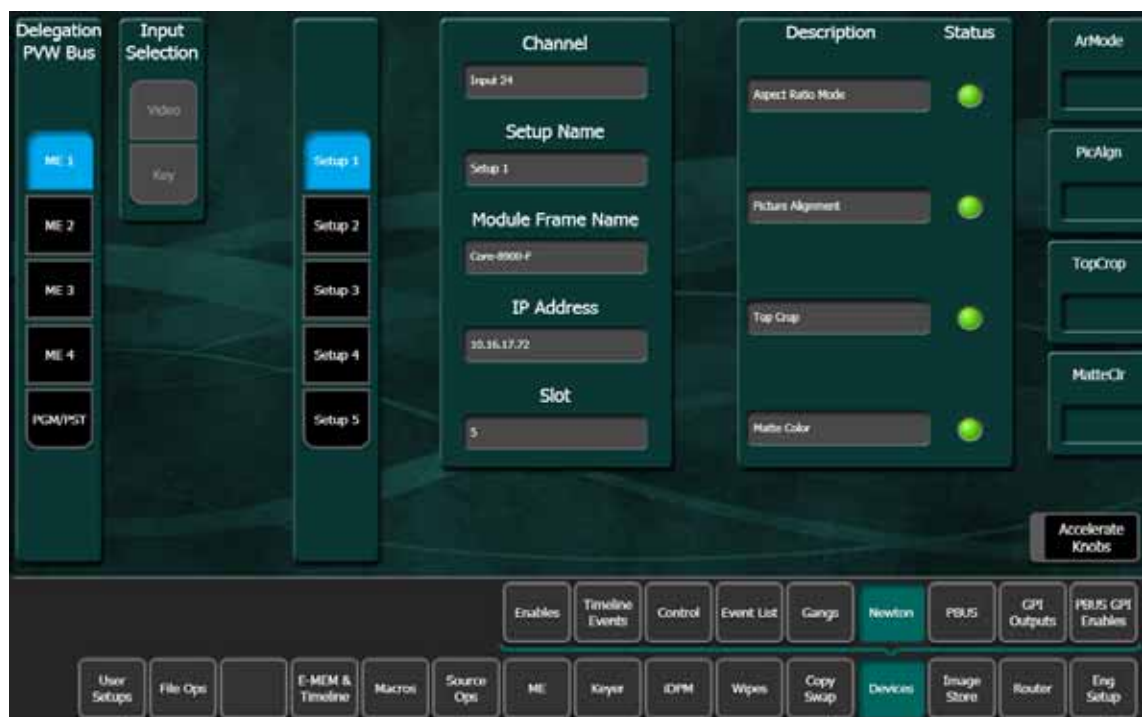 Delegation
PVW Bus
ME 1
ME 2
ME 3
ME 4
PGM/PST
Input
Selection
Video
Key
Setup 1
Setup 2
Setup 3
Setup 4
Setup 5
Channel
Input 24
Setup Name
Setup 1
Module Frame Name
Core-8900-F
IP Address
10.16.17.72
Slot
5
Description
Status
Aspect Ratio Mode
Picture Alignment
Top Crop
Matte Color
ArMode
PicAlign
TopCrop
MatteClr
Accelerate
Knobs
Enables
Timeline
Events
Control
Event List
Gangs
Newton
PBUS
GPI
Outputs
PBUS GPI
Enables
User
Setups
File Ops
E-MEM &
Timeline
Macros
Source
Ops
ME
Keyer
iDPM
Wipes
Copy
Swap
Devices
Image
Store
Router
Eng
Setup